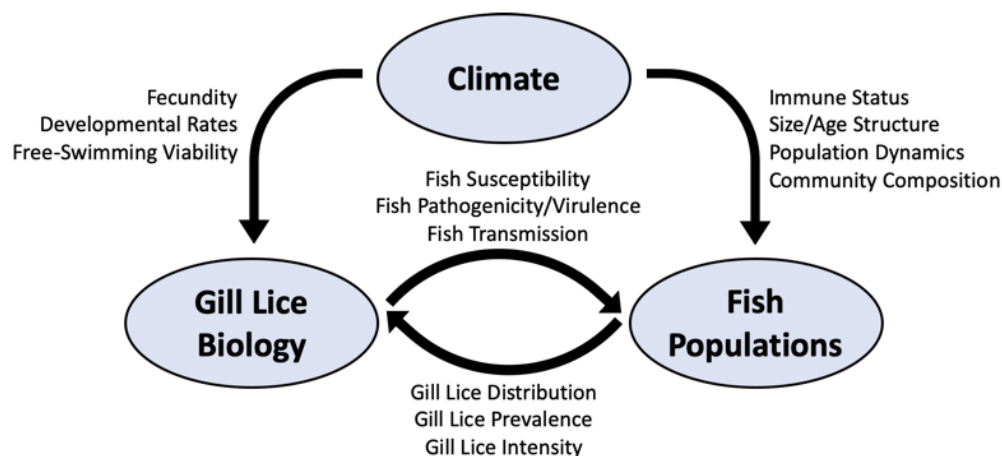 Climate
Fecundity
Developmental Rates
Free-Swimming Viability
Immune Status
Size/Age Structure
Population Dynamics
Community Composition
Fish Susceptibility
Fish Pathogenicity/Virulence
Fish Transmission
Gill Lice
Biology
Fish
Populations
Gill Lice Distribution
Gill Lice Prevalence
Gill Lice Intensity